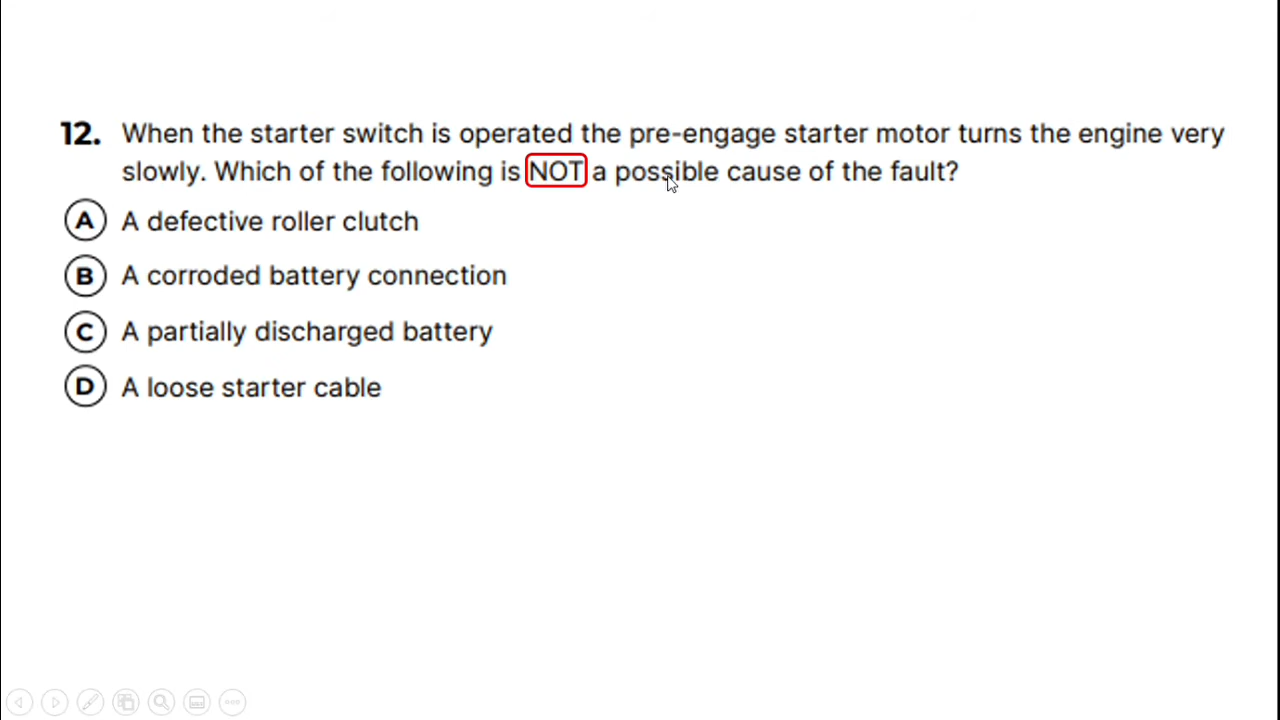 12. When the starter switch is operated the pre-engage starter motor turns the engine very
slowly. Which of the following is NOT a possible cause of the fault?
A A defective roller clutch
B A corroded battery connection
C A partially discharged battery
D A loose starter cable